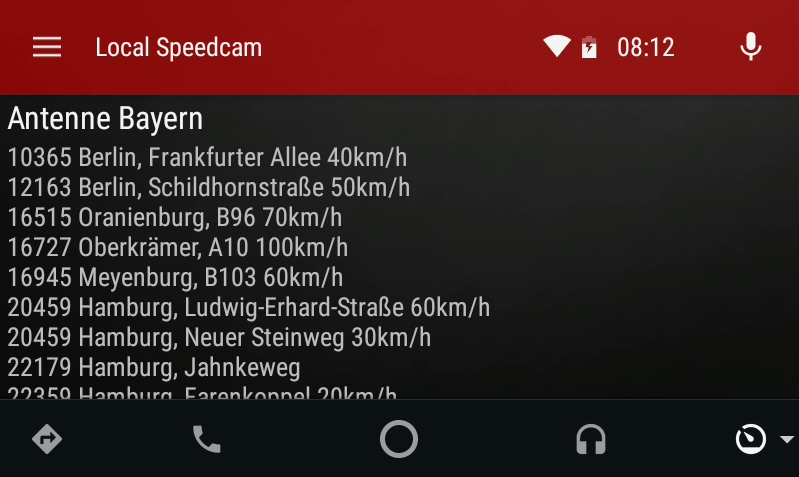 Local Speedcam
08:12
Antenne Bayern
10365 Berlin, Frankfurter Allee 40km/h
12163 Berlin, Schildhornstraße 50km/h
16515 Oranienburg, B96 70km/h
16727 Oberkrämer, A10 100km/h
16945 Meyenburg, B103 60km/h
20459 Hamburg, Ludwig-Erhard-Straße 60km/h
20459 Hamburg, Neuer Steinweg 30km/h
22179 Hamburg, Jahnkeweg
22359 Hamburg, Farenkoppel 20km/h